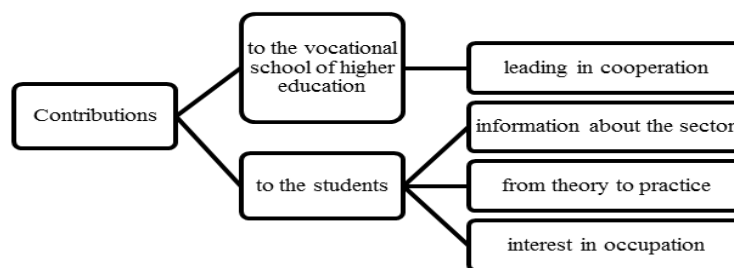 Contributions
to the vocational
school of higher
education
leading in cooperation
to the students
information about the sector
from theory to practice
interest in occupation